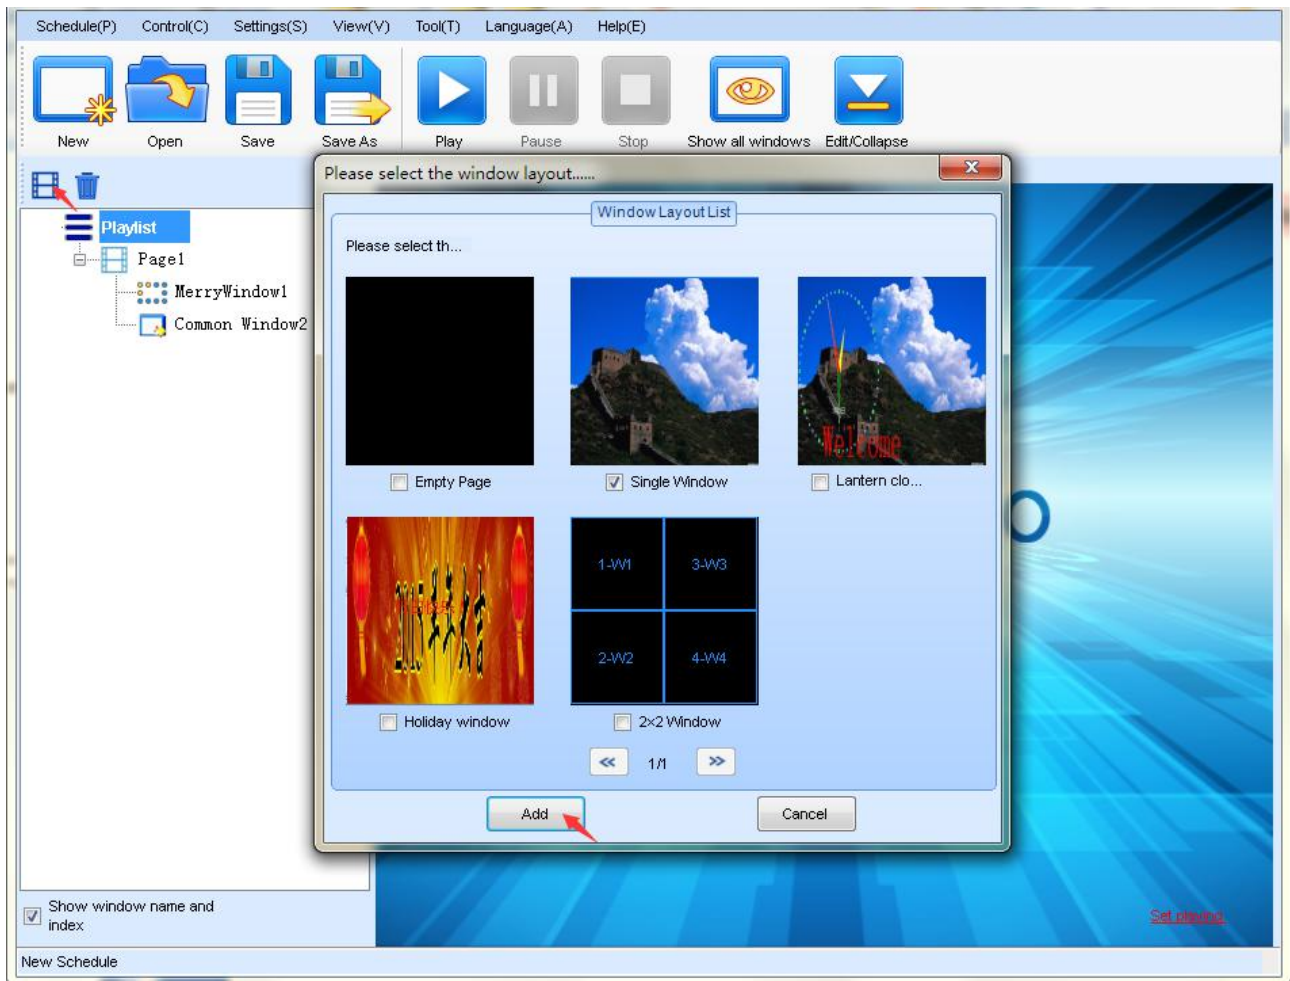 Schedule(P) Control(C) Settings(S) View(V) Tool(T) Language(A) Help(E)
New Open Save Save As Play Pause Stop Show all windows Edit/Collapse
Please select the window layout......
Window Layout List
Playlist
Page1
MerryWindow1
Common Window2
Please select th...
Welcome
Empty Page Single Window Lantern clo...
2015
1-W1 3-W3
2-W2 4-W4
Holiday window 2×2 Window
1/1
Add Cancel
O
Show window name and
index
Set playing
New Schedule